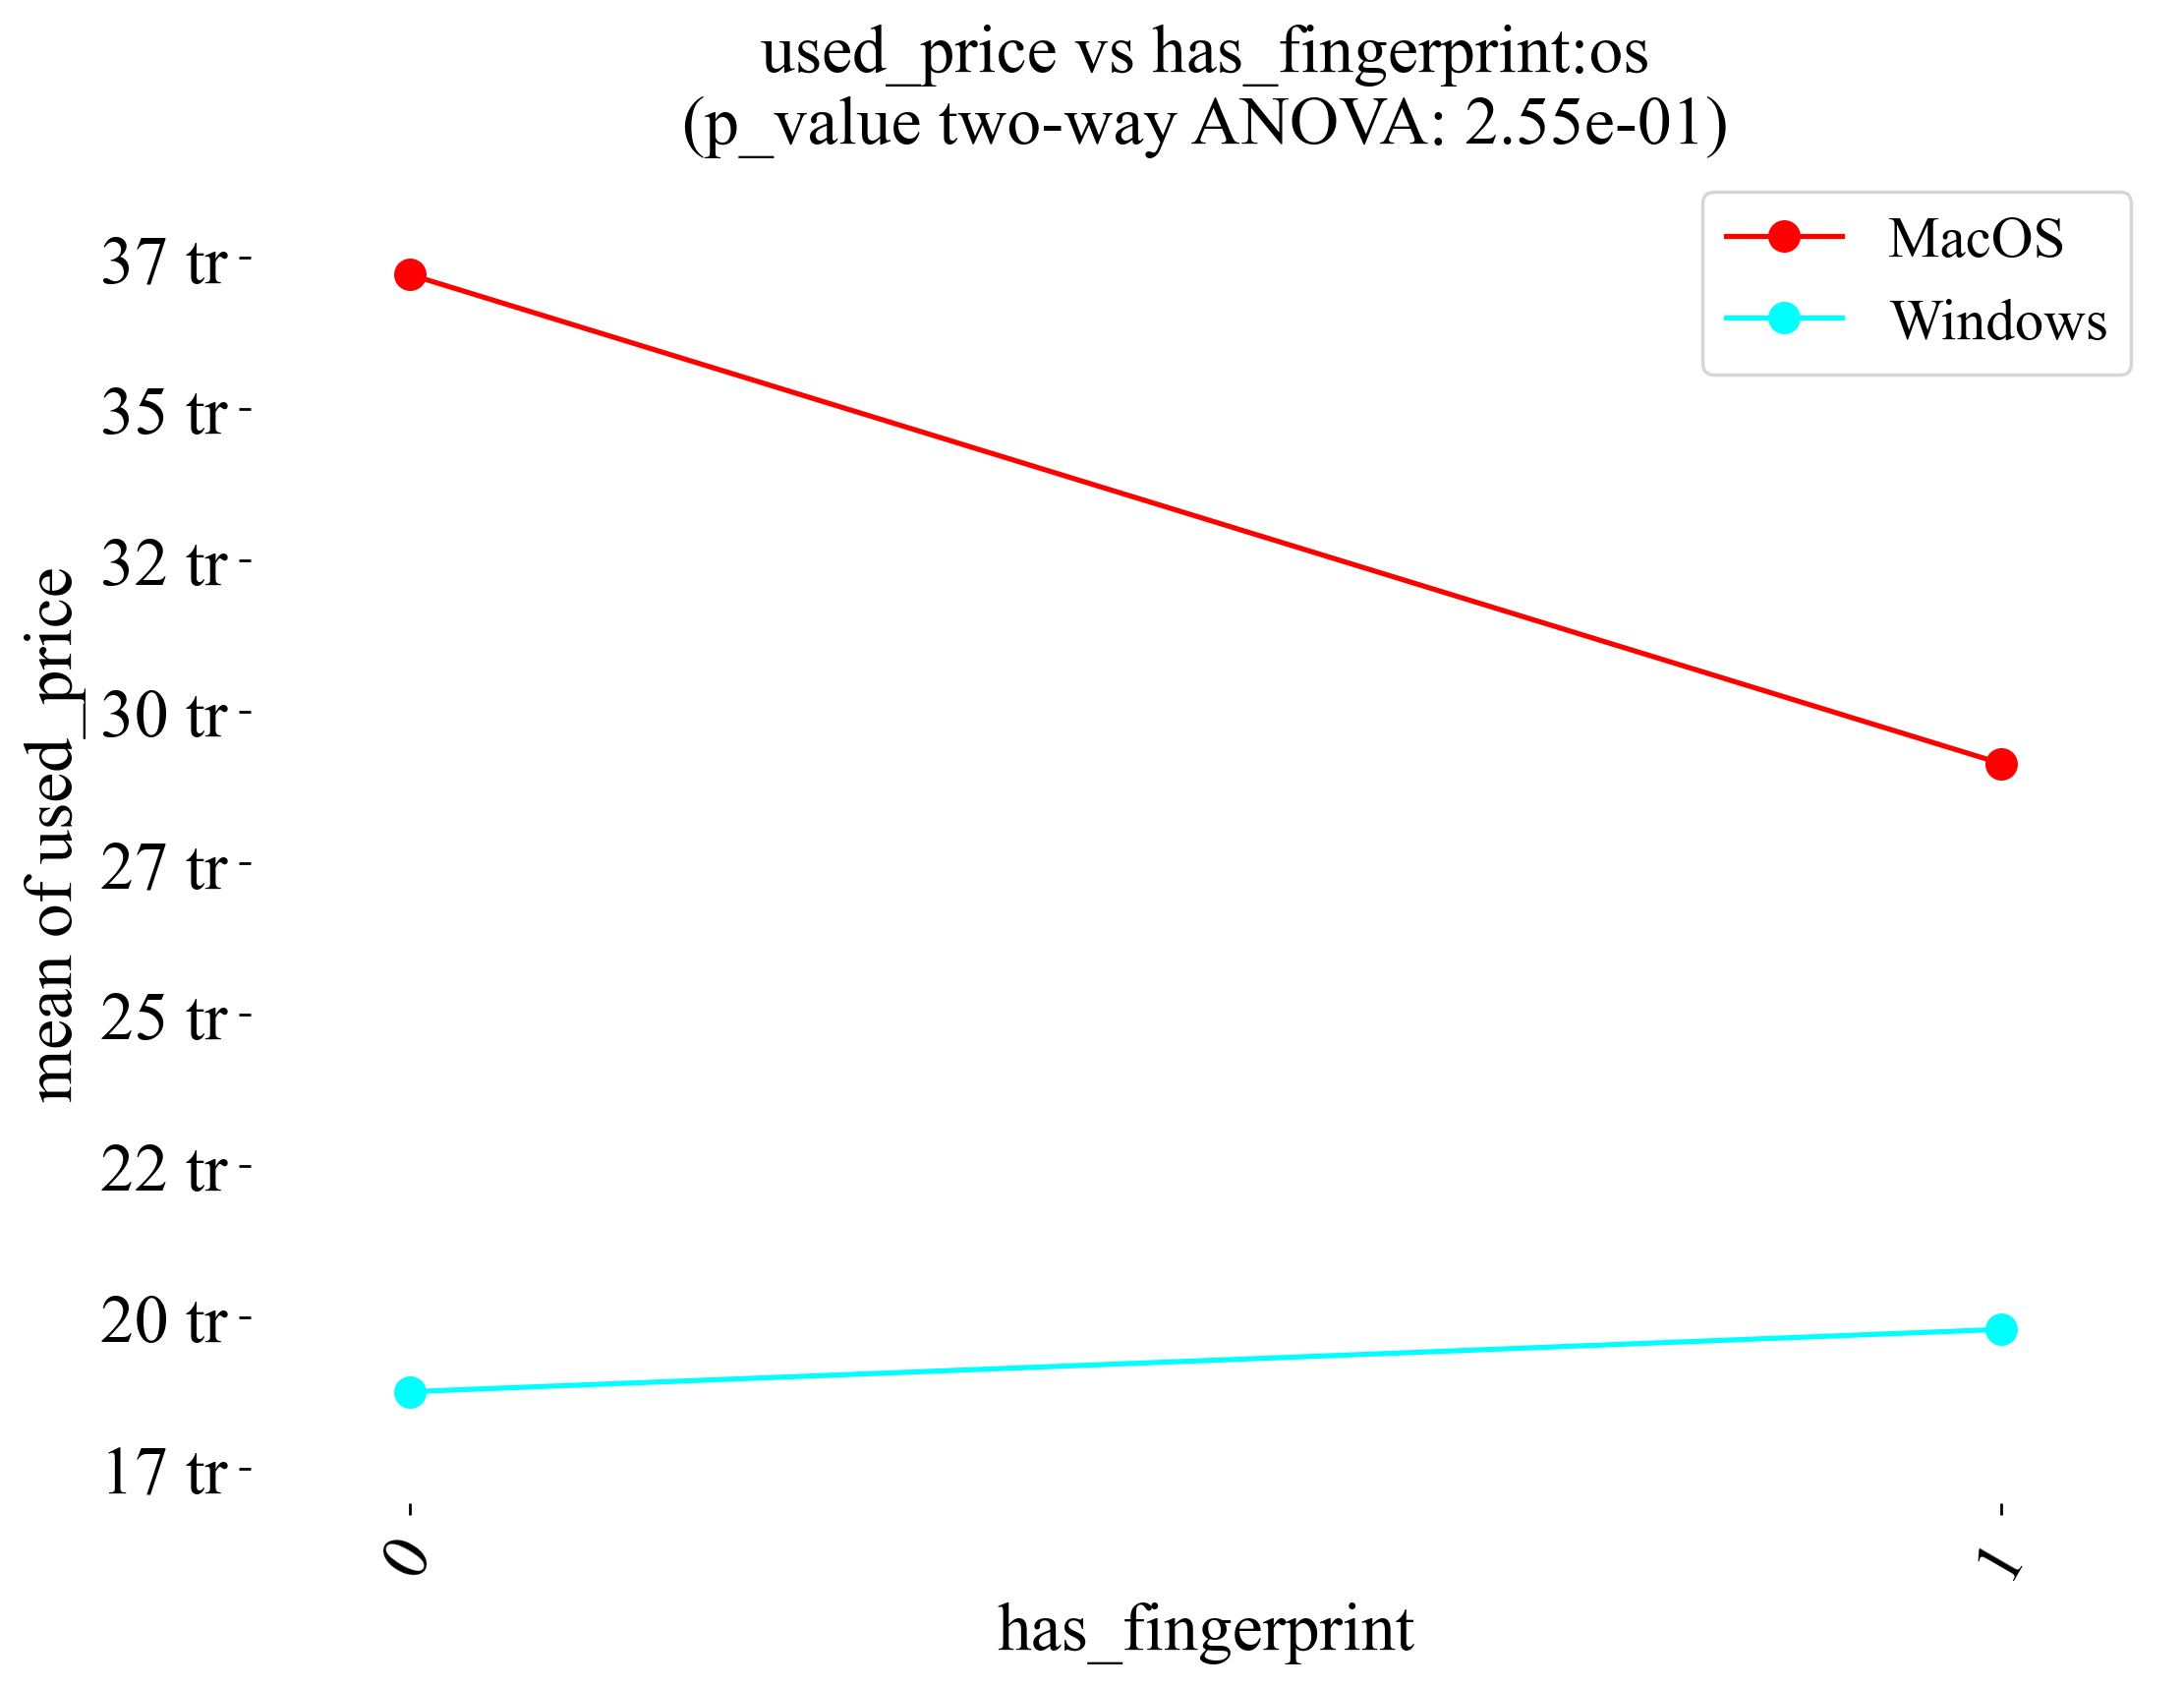 used_price vs has_fingerprint:os
(p_value two-way ANOVA: 2.55e-01)
MacOS
Windows
37 tr
35 tr
32 tr
30 tr
27 tr
25 tr
22 tr
20 tr
17 tr
mean of used_price
0
1
has_fingerprint